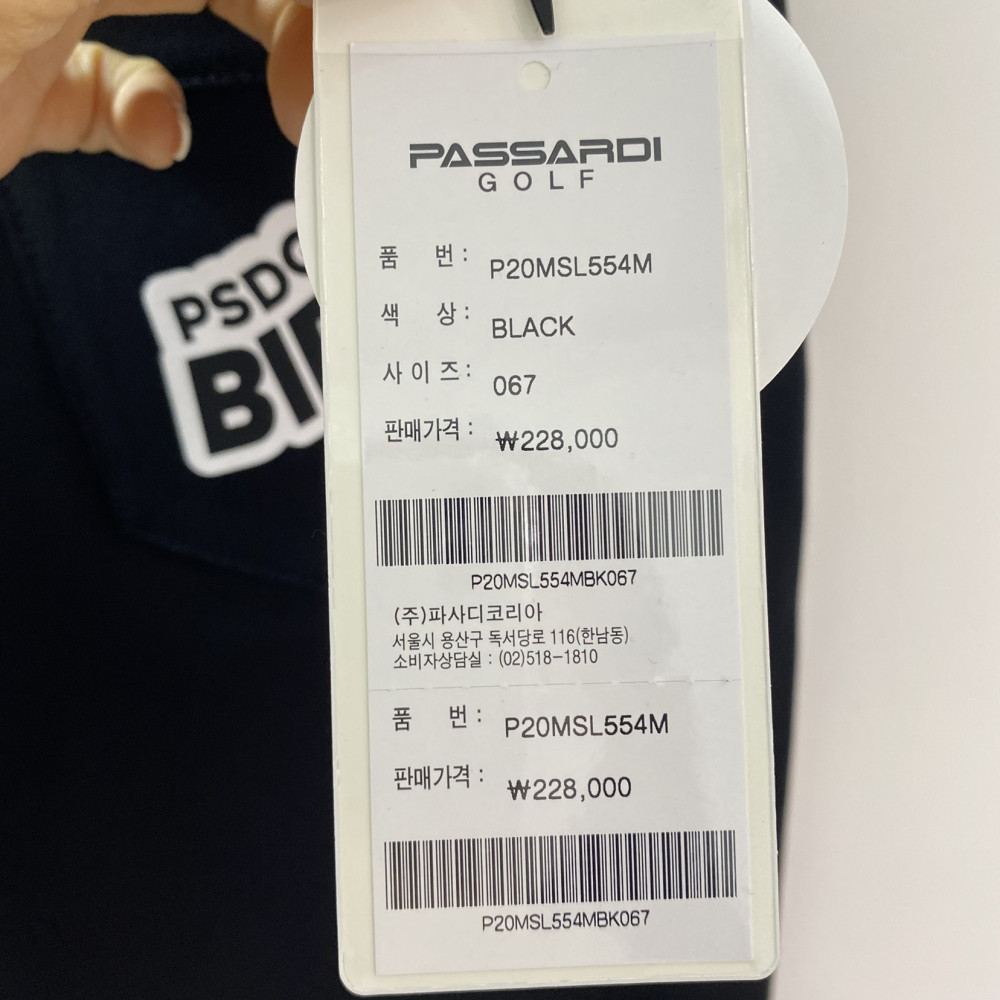 PSD
BI
PASSARDI
GOLF
품 번 : P20MSL554M
색 상 : BLACK
사 이 즈 : 067
판매가격 : ₩228,000
P20MSL554MBK067
(주)파사디코리아
서울시 용산구 독서당로 116(한남동)
소비자상담실 : (02)518-1810
품 번 : P20MSL554M
판매가격 : ₩228,000
P20MSL554MBK067